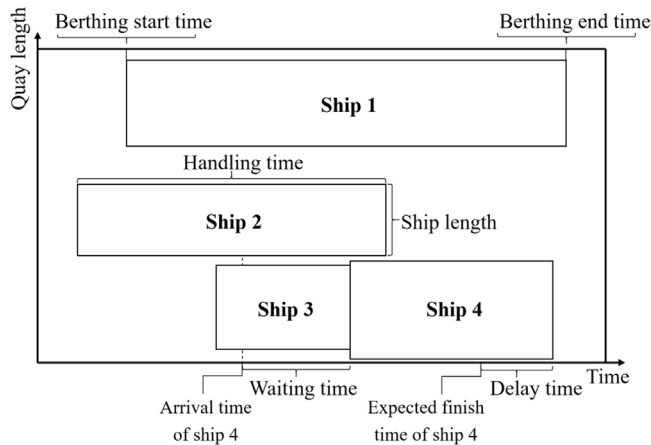 Berthing start time
Berthing end time
Quay length
Ship 1
Handling time
Ship 2
Ship length
Ship 3
Ship 4
Time
Waiting time
Delay time
Arrival time
of ship 4
Expected finish
time of ship 4